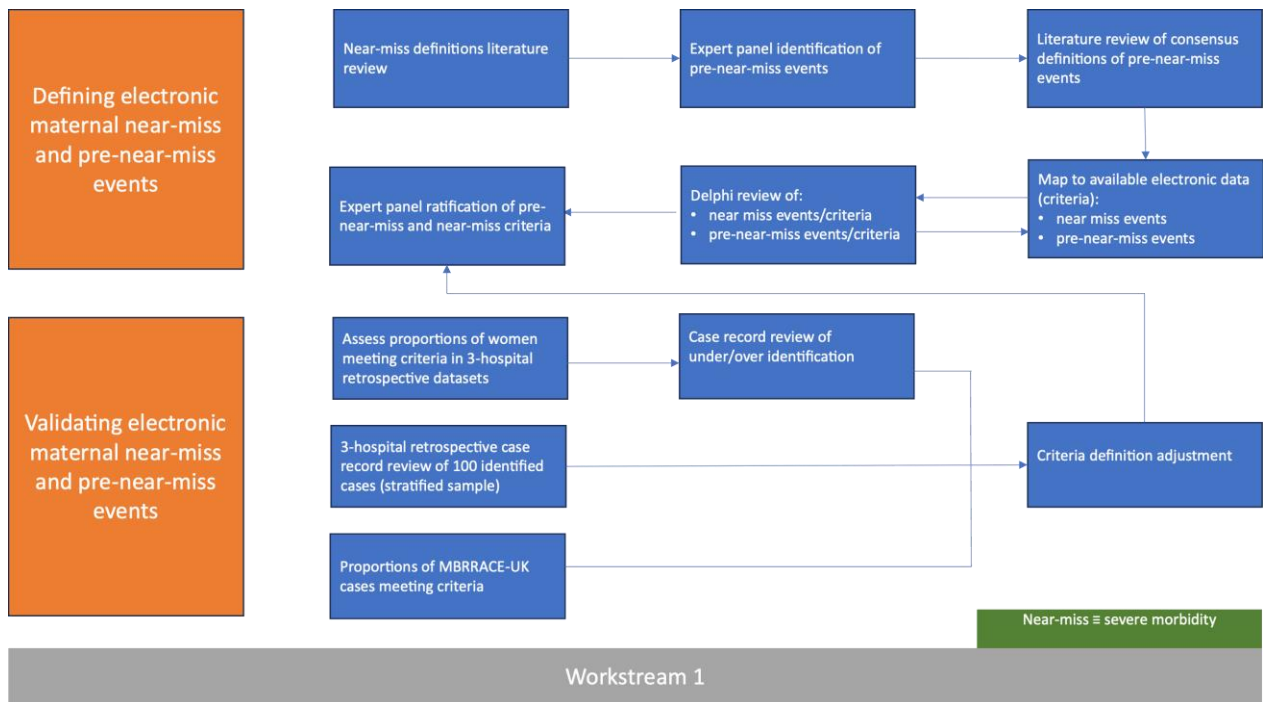 Defining electronic
maternal near-miss
and pre-near-miss
events
Near-miss definitions literature
review
Expert panel identification of
pre-near-miss events
Literature review of consensus
definitions of pre-near-miss
events
Expert panel ratification of pre-
near-miss and near-miss criteria
Delphi review of:
• near miss events/criteria
• pre-near-miss events/criteria
Map to available electronic data
(criteria):
• near miss events
• pre-near-miss events
Validating electronic
maternal near-miss
and pre-near-miss
events
Assess proportions of women
meeting criteria in 3-hospital
retrospective datasets
Case record review of
under/over identification
3-hospital retrospective case
record review of 100 identified
cases (stratified sample)
Criteria definition adjustment
Proportions of MBRRACE-UK
cases meeting criteria
Near-miss ≡ severe morbidity
Workstream 1